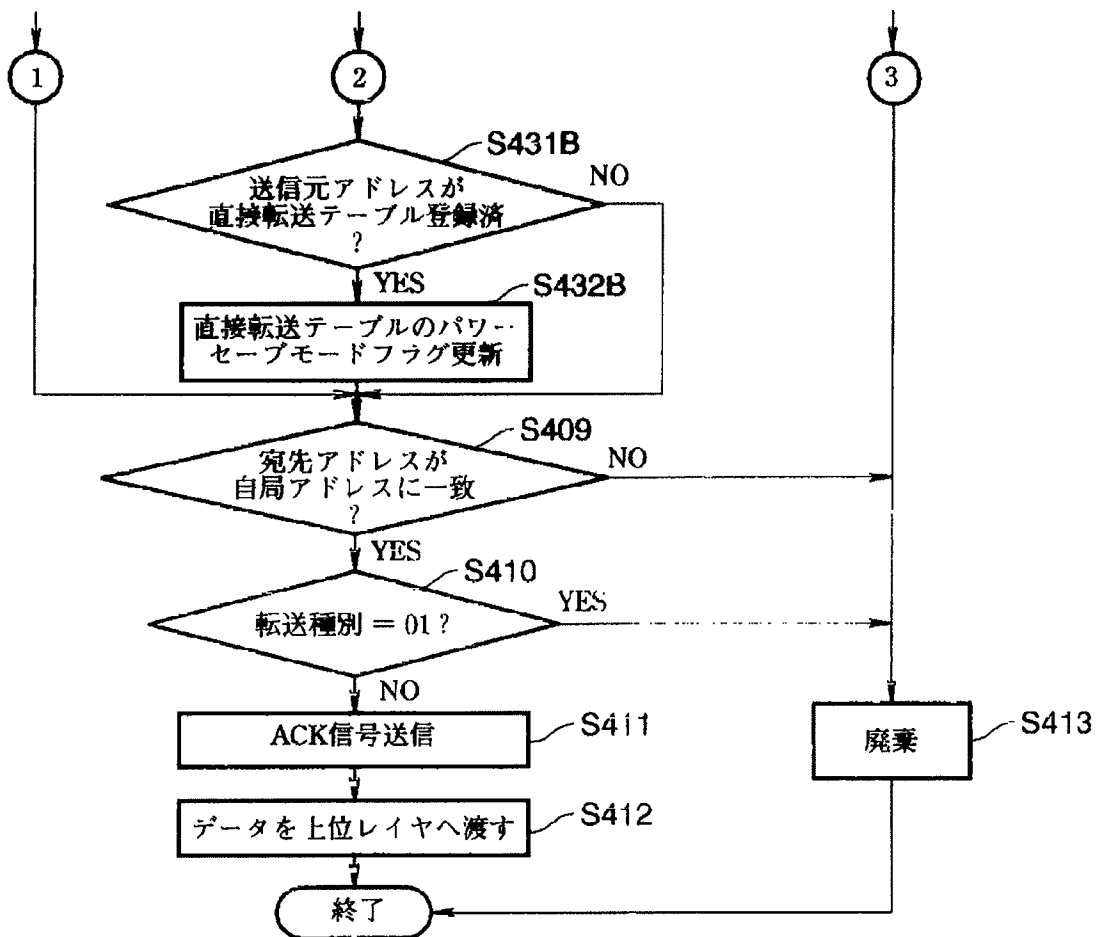 1
2
3
S431B
送信元アドレスが
直接転送テーブル登録済
?
NO
YES
S432B
直接転送テーブルのパワー
セーブモードフラグ更新
S409
宛先アドレスが
自局アドレスに一致
?
NO
YES
S410
転送種別 = 01 ?
YES
NO
ACK信号送信
S411
廃棄
S413
データを上位レイヤへ渡す
S412
終了